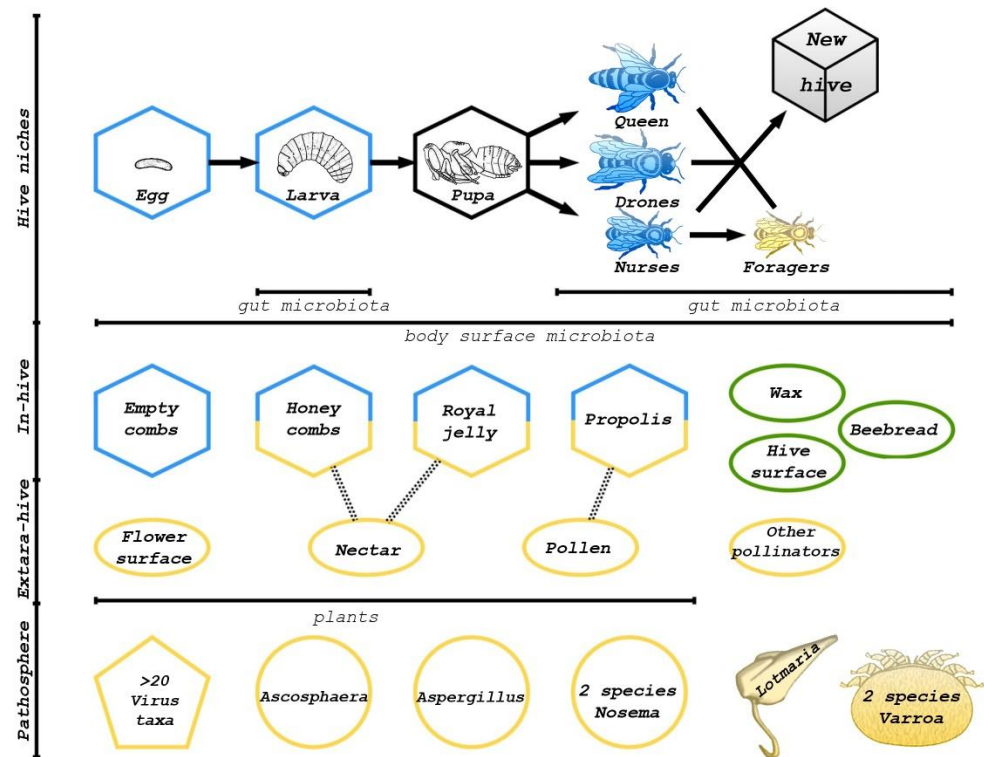 Hive niches
New
hive
Queen
Egg
Larva
Pupa
Drones
Nurses
Foragers
gut microbiota
gut microbiota
body surface microbiota
In-hive
Empty
combs
Honey
combs
Royal
jelly
Propolis
Wax
Beebread
Hive
surface
Extara-hive
Flower
surface
Nectar
Pollen
Other
pollinators
plants
Pathosphere
>20
Virus
taxa
Ascosphaera
Aspergillus
2 species
Nosema
Lotmaria
2 species
Varroa